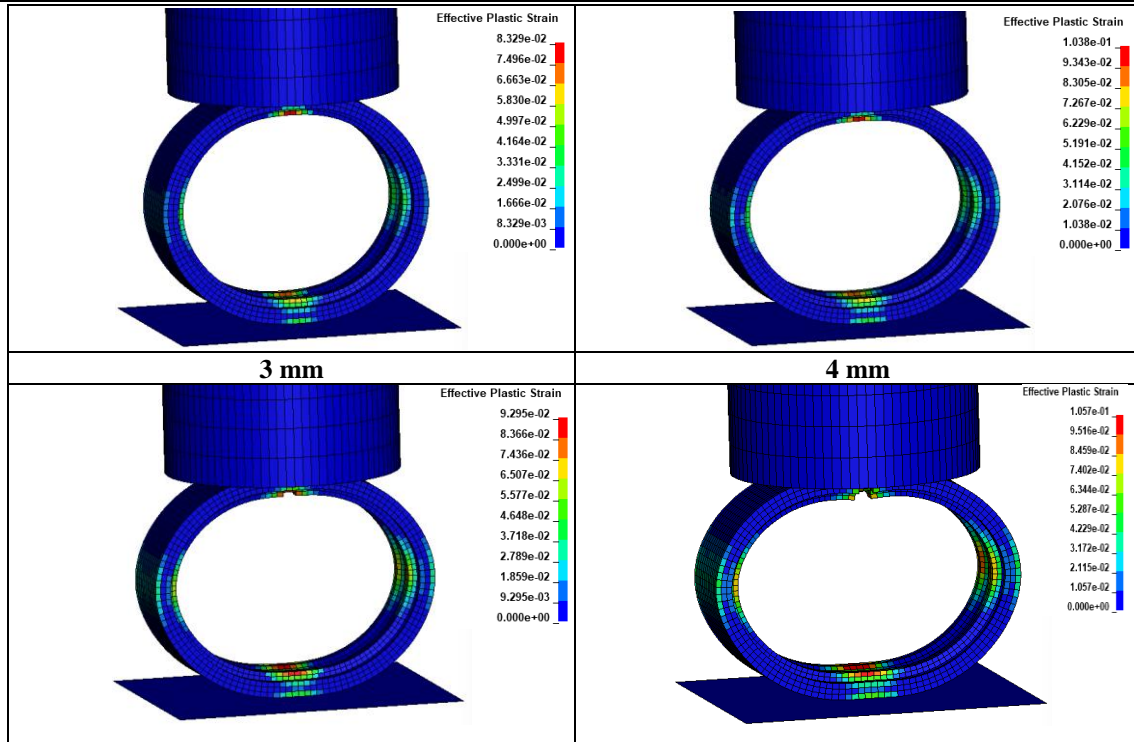 Effective Plastic Strain
8.329e-02
7.496e-02
6.663e-02
5.830e-02
4.997e-02
4.164e-02
3.331e-02
2.499e-02
1.666e-02
8.329e-03
0.000e+00
Effective Plastic Strain
1.038e-01
9.343e-02
8.305e-02
7.267e-02
6.229e-02
5.191e-02
4.152e-02
3.114e-02
2.076e-02
1.038e-02
0.000e+00
3 mm
4 mm
Effective Plastic Strain
9.295e-02
8.366e-02
7.436e-02
6.507e-02
5.577e-02
4.648e-02
3.718e-02
2.789e-02
1.859e-02
9.295e-03
0.000e+00
Effective Plastic Strain
1.057e-01
9.516e-02
8.459e-02
7.402e-02
6.344e-02
5.287e-02
4.229e-02
3.172e-02
2.115e-02
1.057e-02
0.000e+00